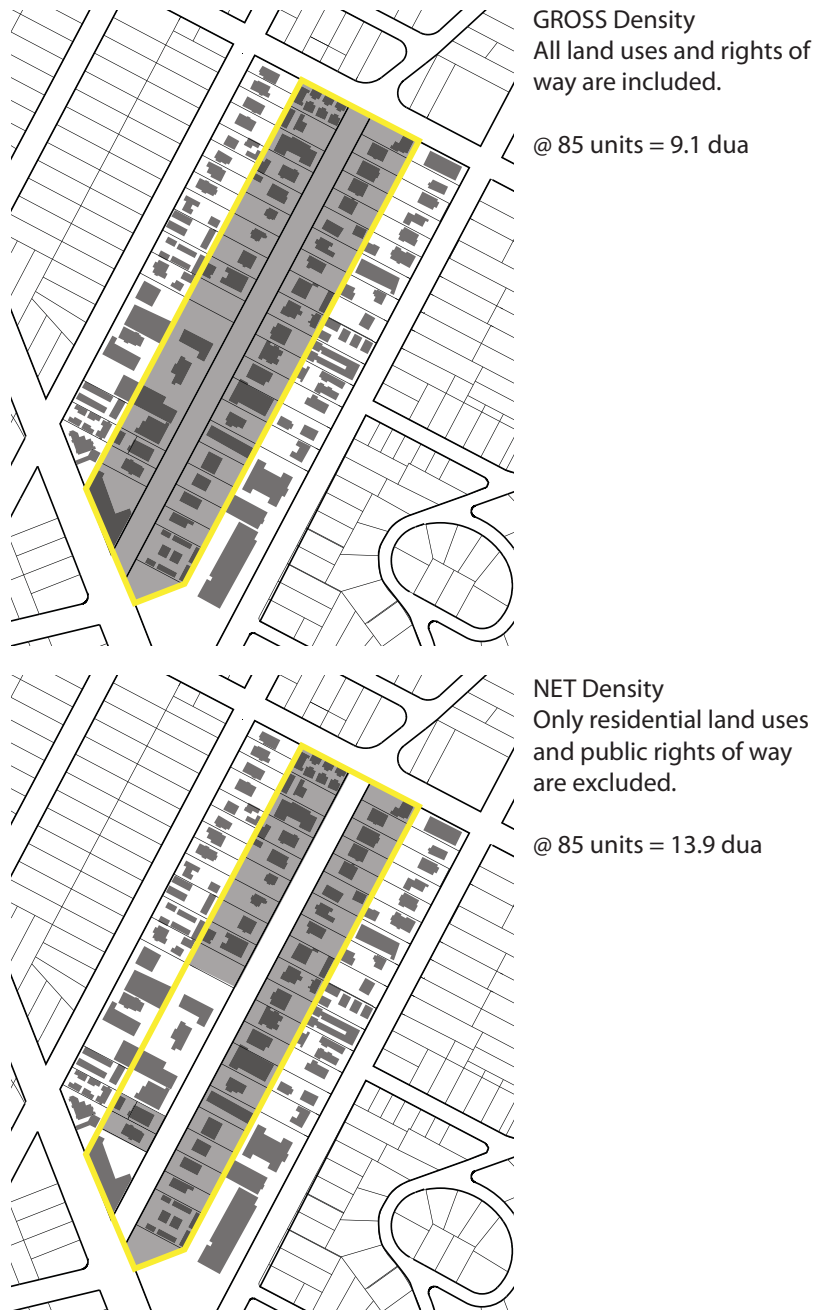 GROSS Density
All land uses and rights of
way are included.
@ 85 units = 9.1 dua
NET Density
Only residential land uses
and public rights of way
are excluded.
@ 85 units = 13.9 dua